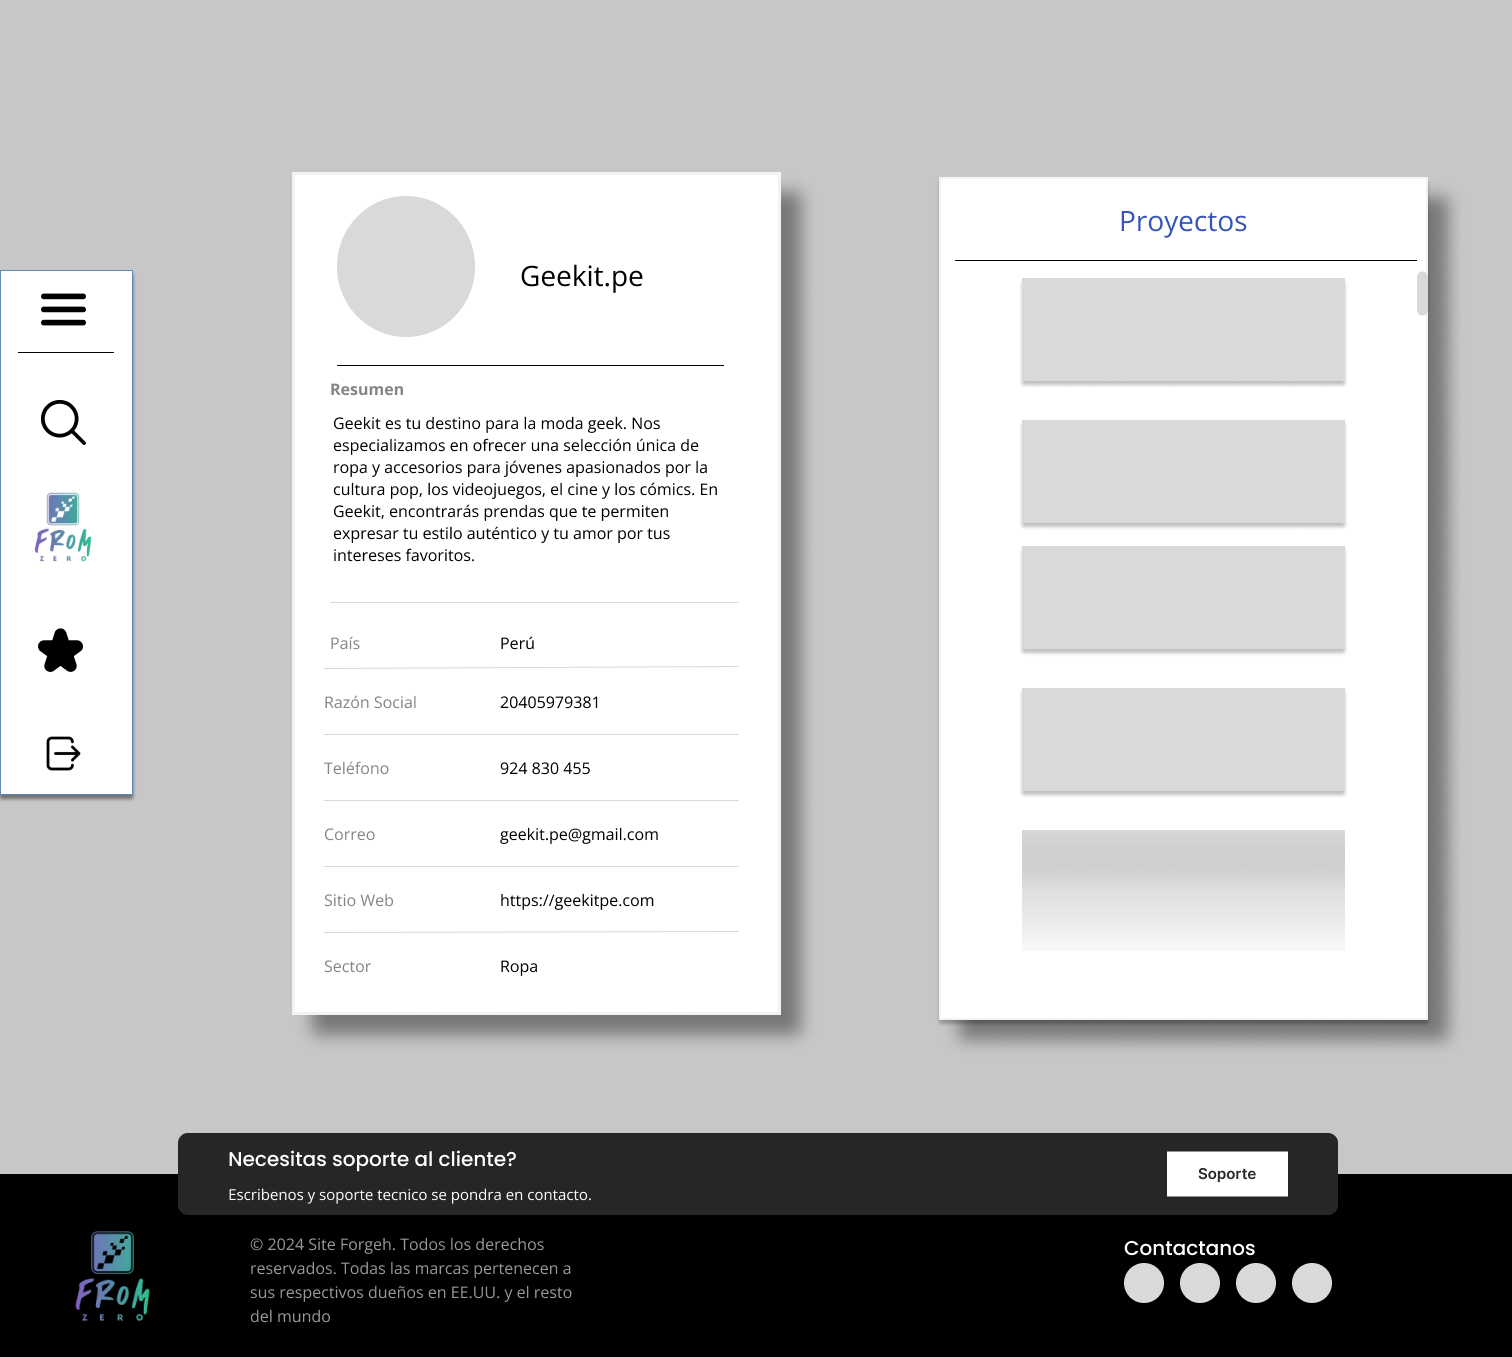 FROM
ZERO
Geekit.pe
Resumen
Geekit es tu destino para la moda geek. Nos
especializamos en ofrecer una selección única de
ropa y accesorios para jóvenes apasionados por la
cultura pop, los videojuegos, el cine y los cómics. En
Geekit, encontrarás prendas que te permiten
expresar tu estilo auténtico y tu amor por tus
intereses favoritos.
País Perú
Razón Social 20405979381
Teléfono 924 830 455
Correo geekit.pe@gmail.com
Sitio Web https://geekitpe.com
Sector Ropa
Proyectos
Necesitas soporte al cliente?
Escribenos y soporte tecnico se pondra en contacto.
Soporte
FROM
ZERO
© 2024 Site Forgeh. Todos los derechos
reservados. Todas las marcas pertenecen a
sus respectivos dueños en EE.UU. y el resto
del mundo
Contactanos